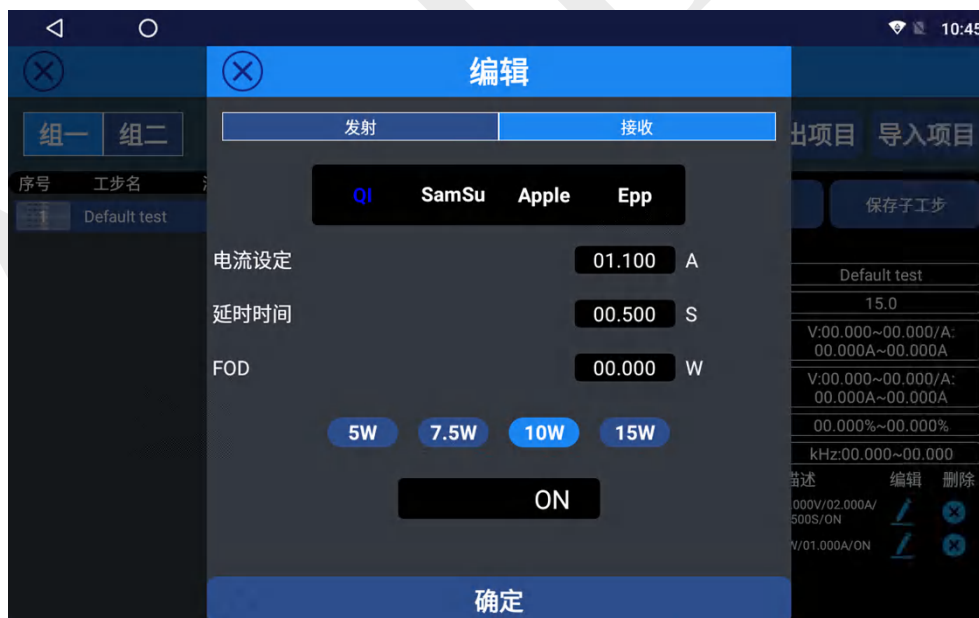 10:45
编辑
组一 组二
发射 接收
出项目 导入项目
序号 工步名
QI SamSu Apple Epp
保存子工步
1 Default test
电流设定 01.100 A
Default test
延时时间 00.500 S
15.0
V:00.000~00.000/A:
00.000A~00.000A
FOD 00.000 W
V:00.000~00.000/A:
00.000A~00.000A
5W 7.5W 10W 15W
00.000%~00.000%
kHz:00.000~00.000
描述 编辑 删除
ON
.000V/02.000A/
500S/ON
W/01.000A/ON
确定